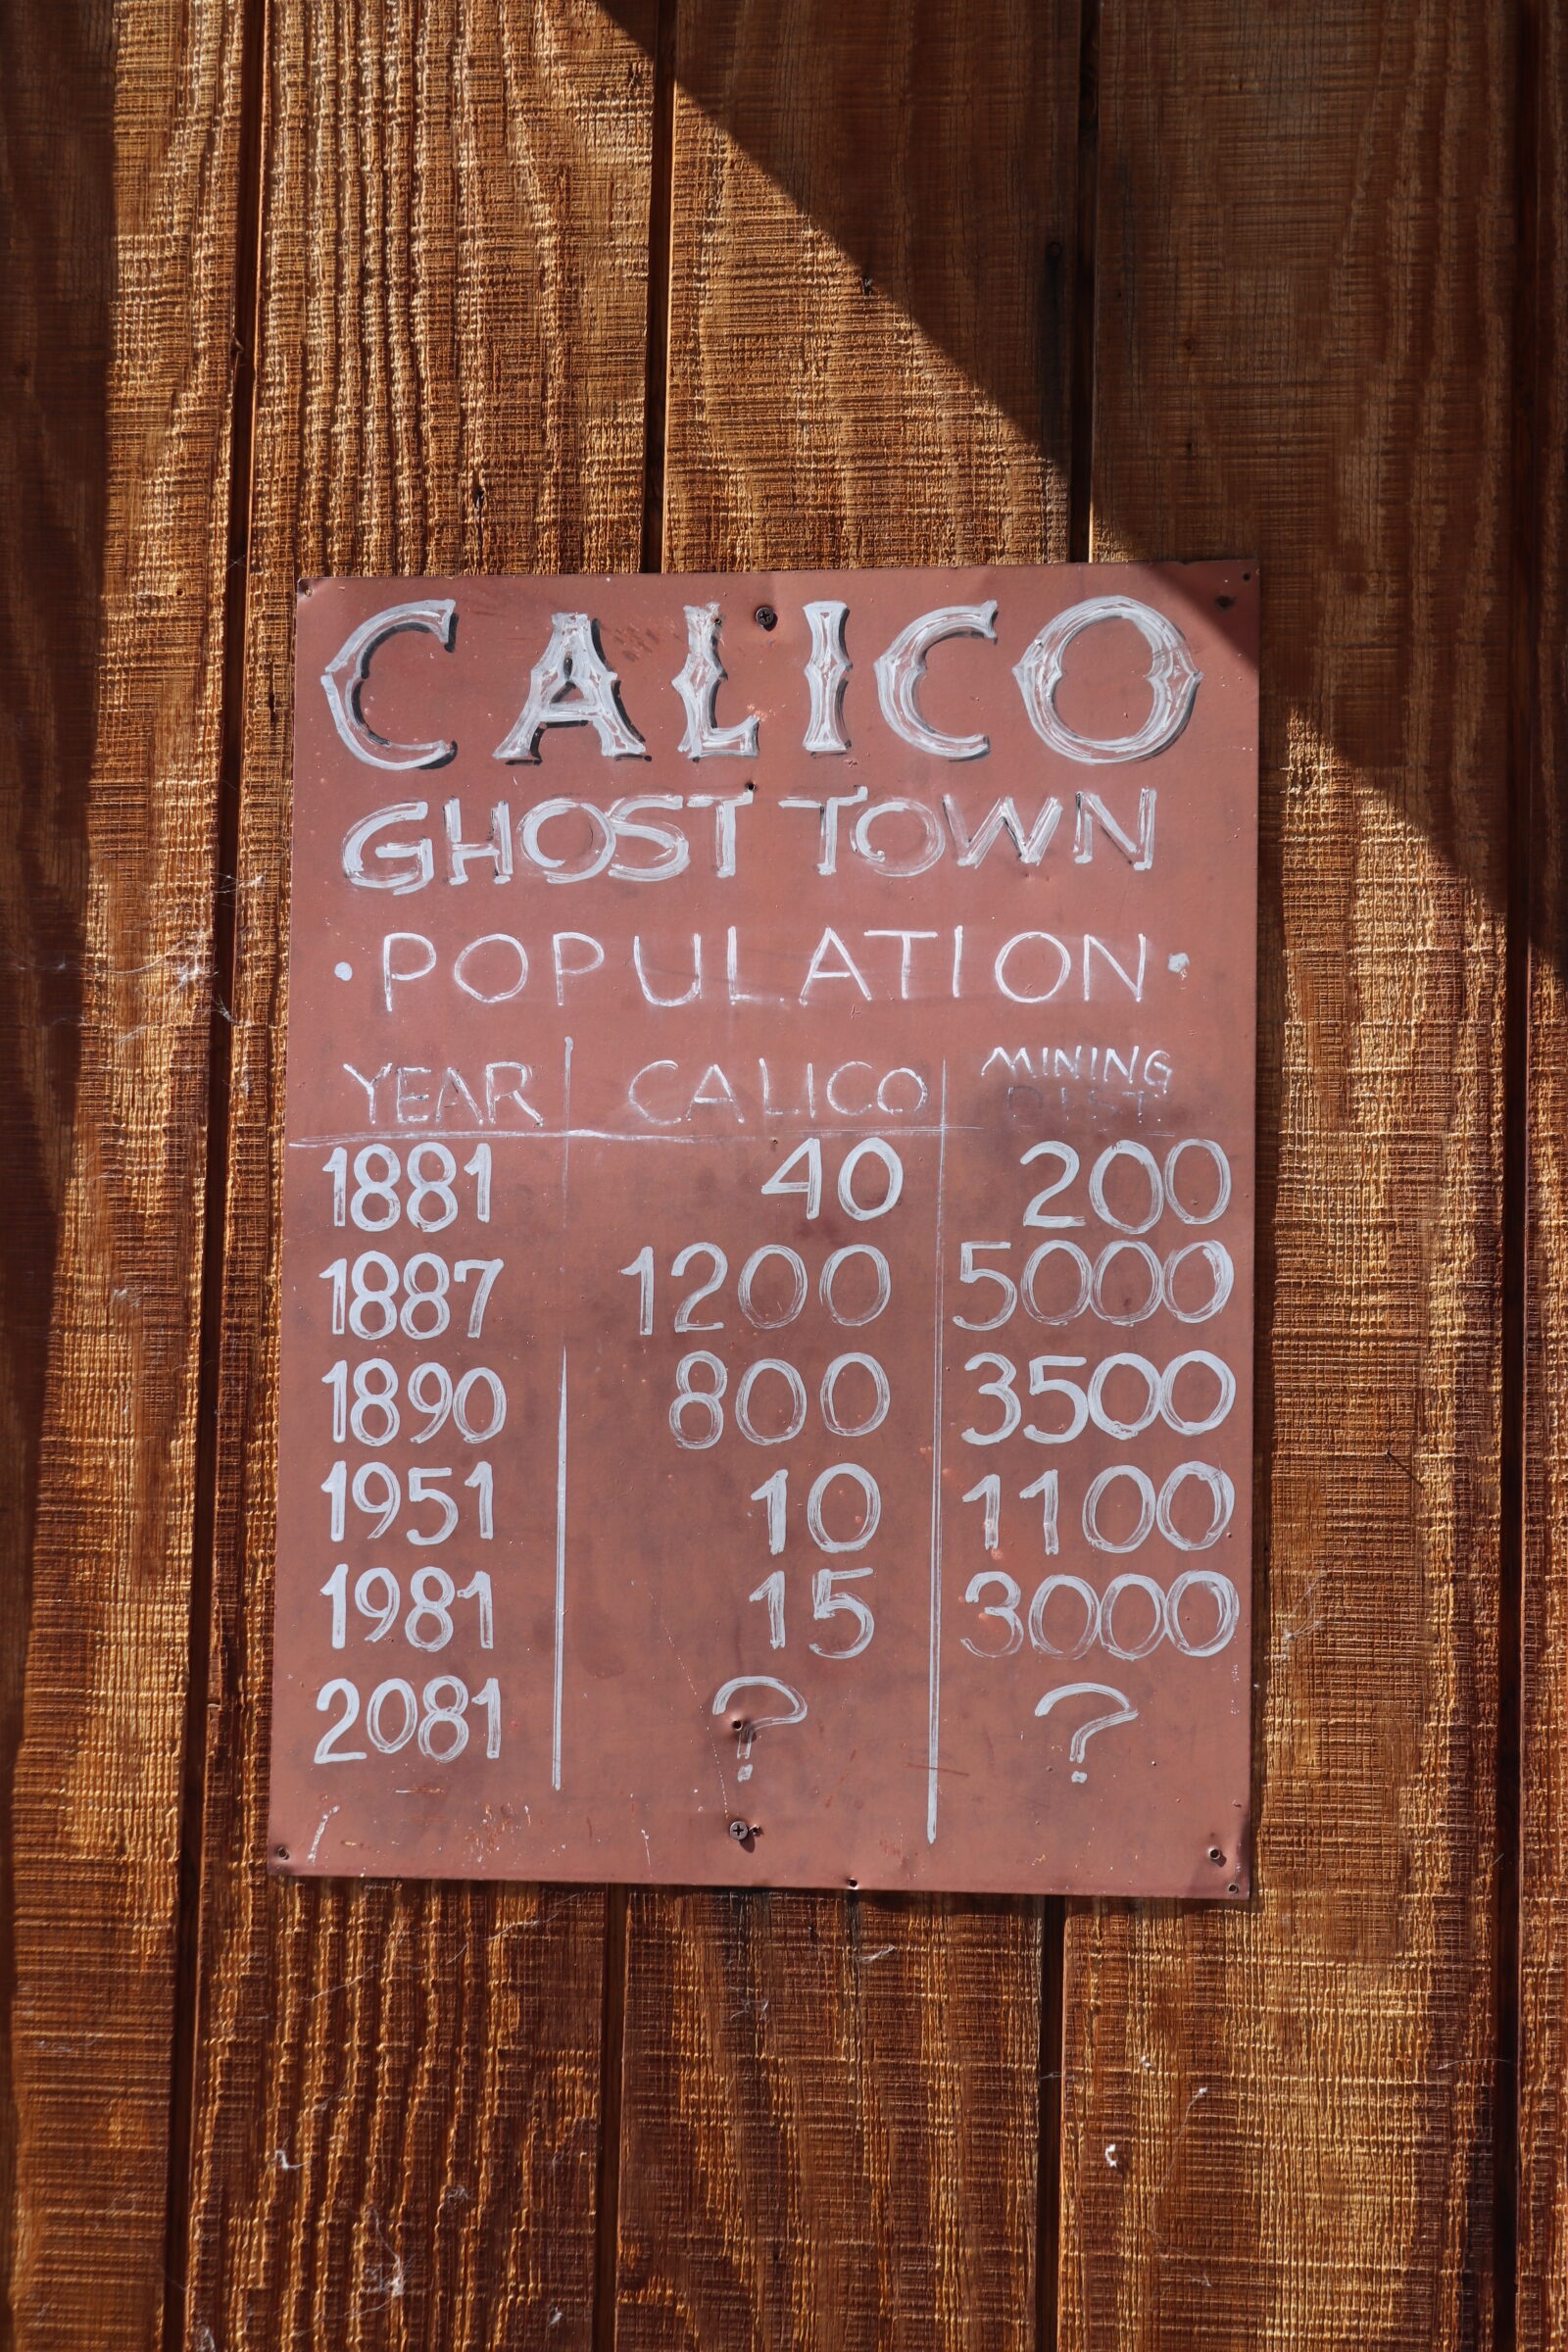 CALICO
GHOST TOWN
• POPULATION •
YEAR CALICO MINING
DIST.
1881 40 200
1887 1200 5000
1890 800 3500
1951 10 1100
1981 15 3000
2081 ? ?